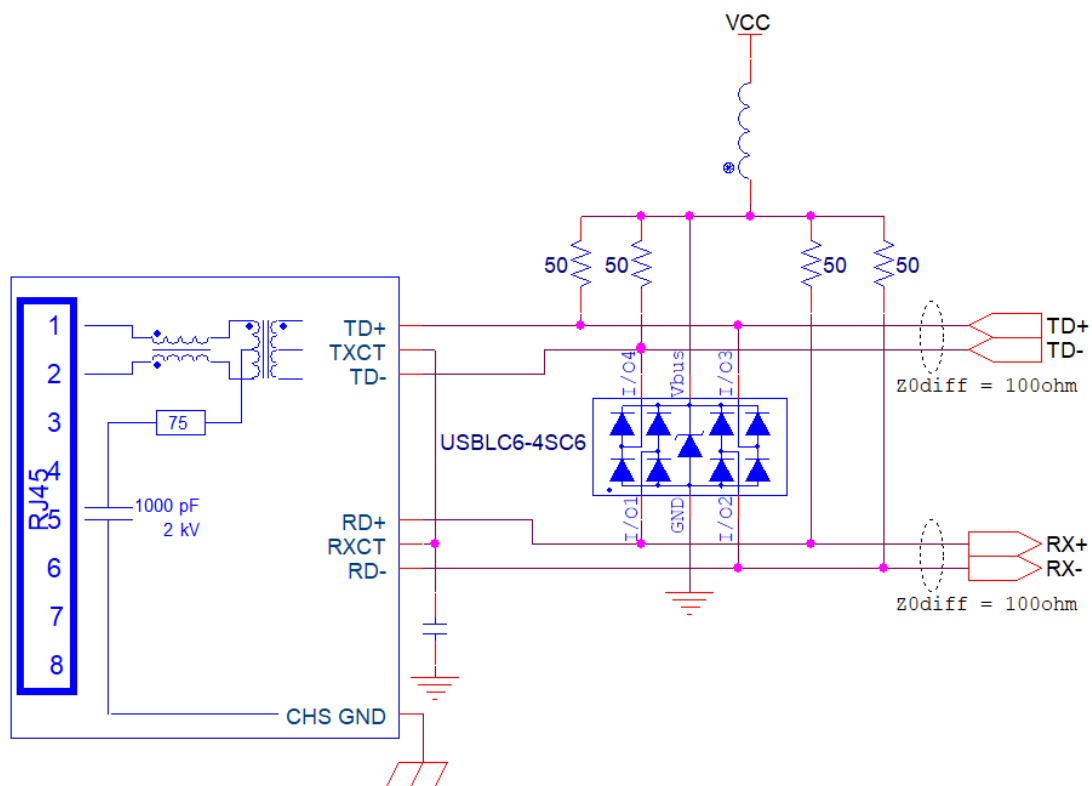 VCC
50 50 50 50
1
2
3
4
5
6
7
8
RJ45
75
1000 pF
2 kV
TD+
TXCT
TD-
RD+
RXCT
RD-
CHS GND
I/O4
Vbus
I/O3
USBLC6-4SC6
I/O1
GND
I/O2
TD+
TD-
Z0diff = 100ohm
RX+
RX-
Z0diff = 100ohm